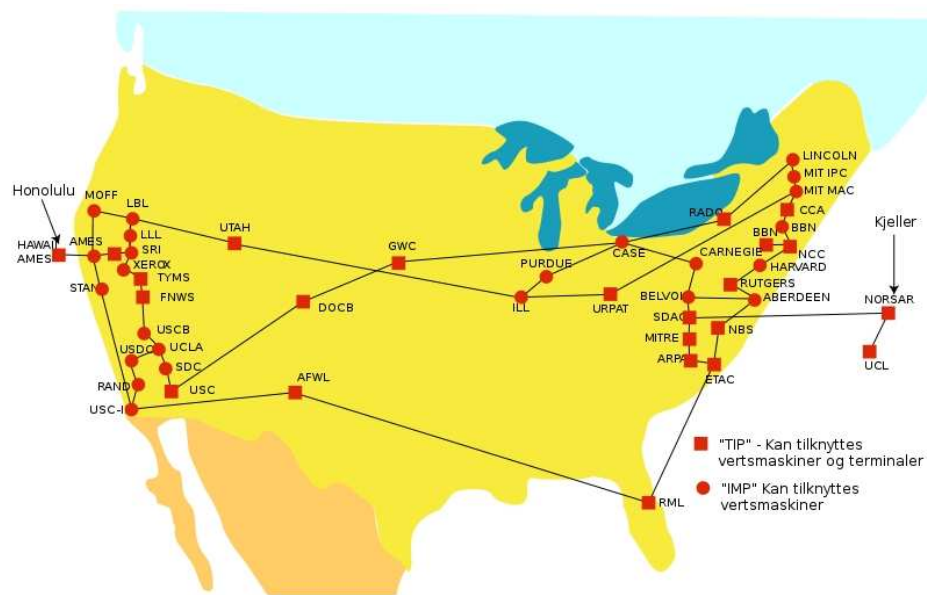 LINCOLN
MIT IPC
MIT MAC
Honolulu
MOFF
LBL
CCA
RADC
Kjeller
BBN
BBN
UTAH
LLL
HAWAII
AMES
AMES
SRI
GWC
CASE
CARNEGIE
NCC
PURDUE
HARVARD
XEROX
TYMS
STAN
RUTGERS
FNWS
BELVOI
ABERDEEN
NORSAR
DOCB
ILL
URPAT
SDAC
NBS
USCB
MITRE
USDC
UCLA
SDC
ARPA
UCL
AFWL
ETAC
RAND
USC
USC-I
"TIP" - Kan tilknyttes
vertsmaskiner og terminaler
"IMP" Kan tilknyttes
vertsmaskiner
RML